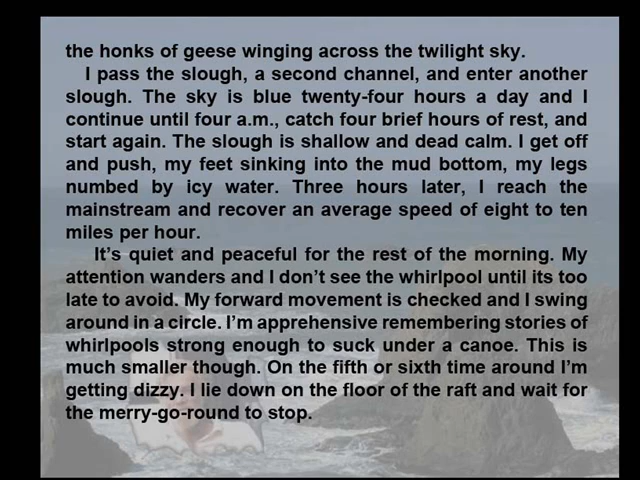 the honks of geese winging across the twilight sky.
I pass the slough, a second channel, and enter another
slough. The sky is blue twenty-four hours a day and I
continue until four a.m., catch four brief hours of rest, and
start again. The slough is shallow and dead calm. I get off
and push, my feet sinking into the mud bottom, my legs
numbed by icy water. Three hours later, I reach the
mainstream and recover an average speed of eight to ten
miles per hour.
It’s quiet and peaceful for the rest of the morning. My
attention wanders and I don’t see the whirlpool until its too
late to avoid. My forward movement is checked and I swing
around in a circle. I’m apprehensive remembering stories of
whirlpools strong enough to suck under a canoe. This is
much smaller though. On the fifth or sixth time around I’m
getting dizzy. I lie down on the floor of the raft and wait for
the merry-go-round to stop.